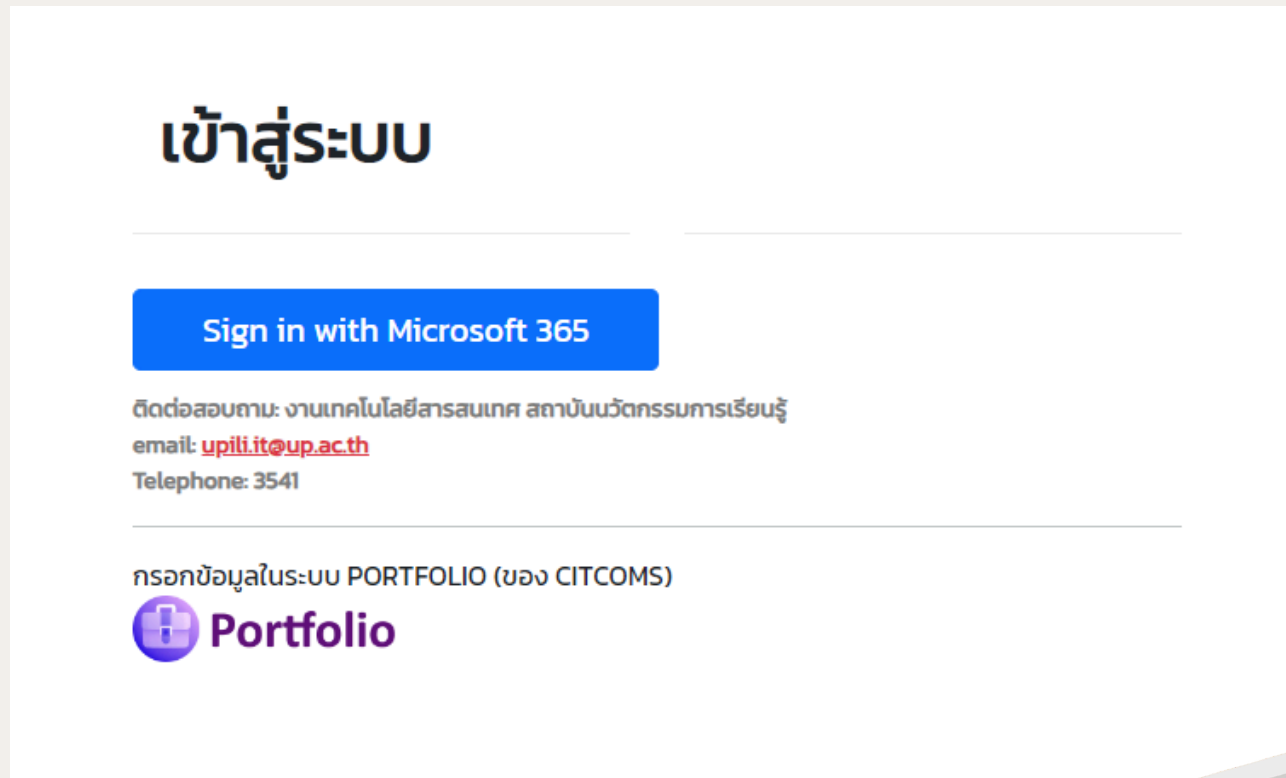 เข้าสู่ระบบ
Sign in with Microsoft 365
ติดต่อสอบถาม: งานเทคโนโลยีสารสนเทศ สถาบันนวัตกรรมการเรียนรู้
email: upili.it@up.ac.th
Telephone: 3541
กรอกข้อมูลในระบบ PORTFOLIO (ของ CITCOMS)
Portfolio